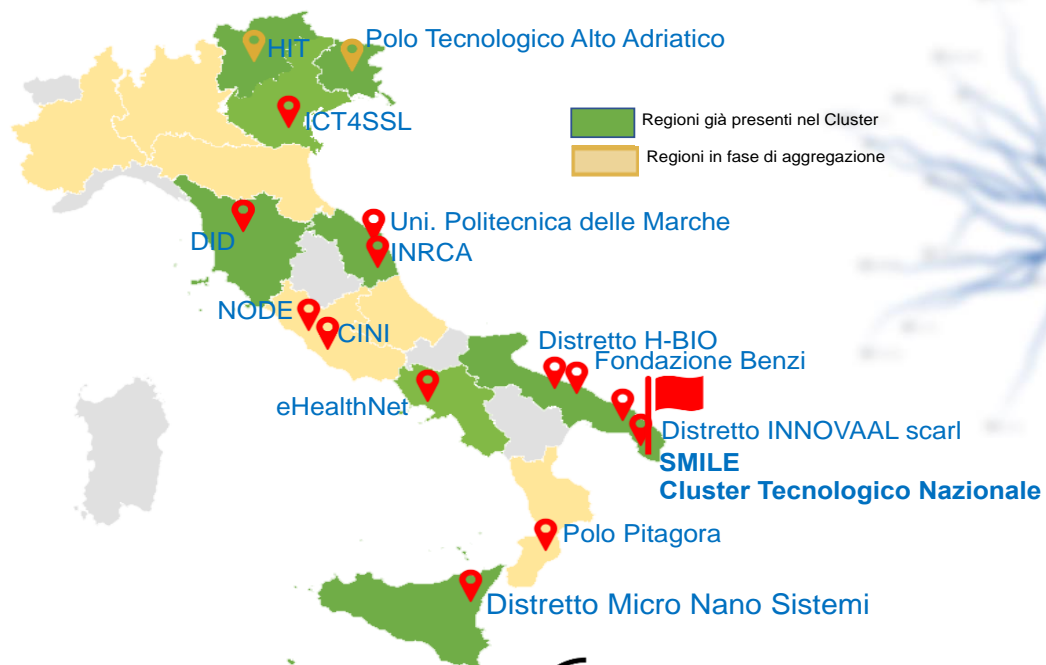 HIT
Polo Tecnologico Alto Adriatico
ICT4SSL
Regioni già presenti nel Cluster
Regioni in fase di aggregazione
DID
Uni. Politecnica delle Marche
INRCA
NODE
CINI
Distretto H-BIO
Fondazione Benzi
eHealthNet
Distretto INNOVAAL scarl
SMILE
Cluster Tecnologico Nazionale
Polo Pitagora
Distretto Micro Nano Sistemi